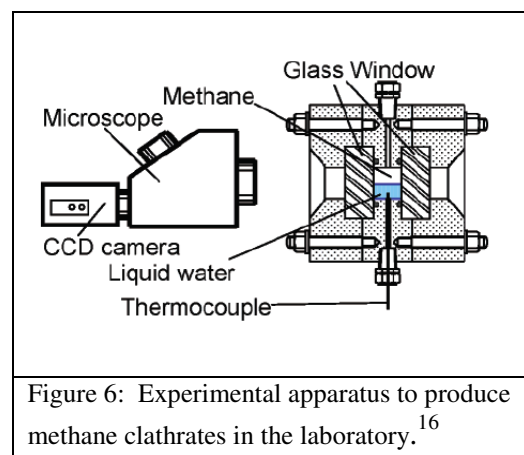 Glass Window
Methane
Microscope
CCD camera
Liquid water
Thermocouple
Figure 6: Experimental apparatus to produce
methane clathrates in the laboratory.16